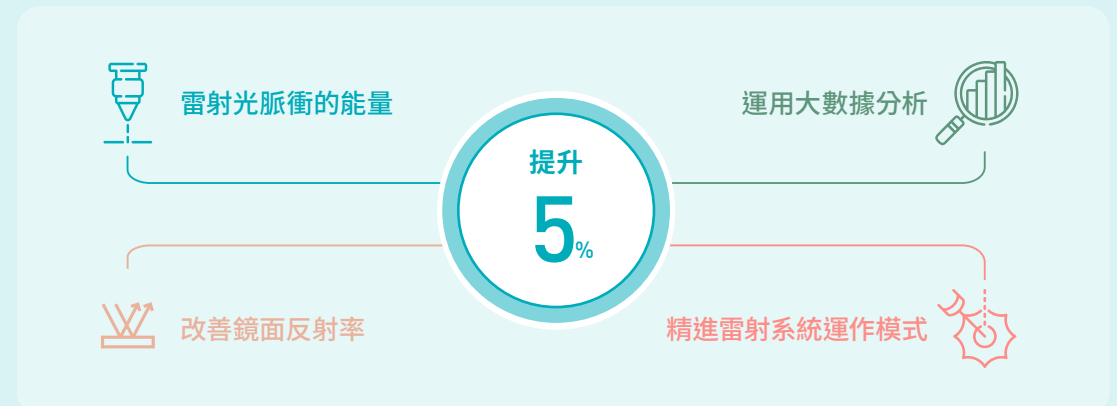 雷射光脈衝的能量
運用大數據分析
提升
5%
改善鏡面反射率
精進雷射系統運作模式